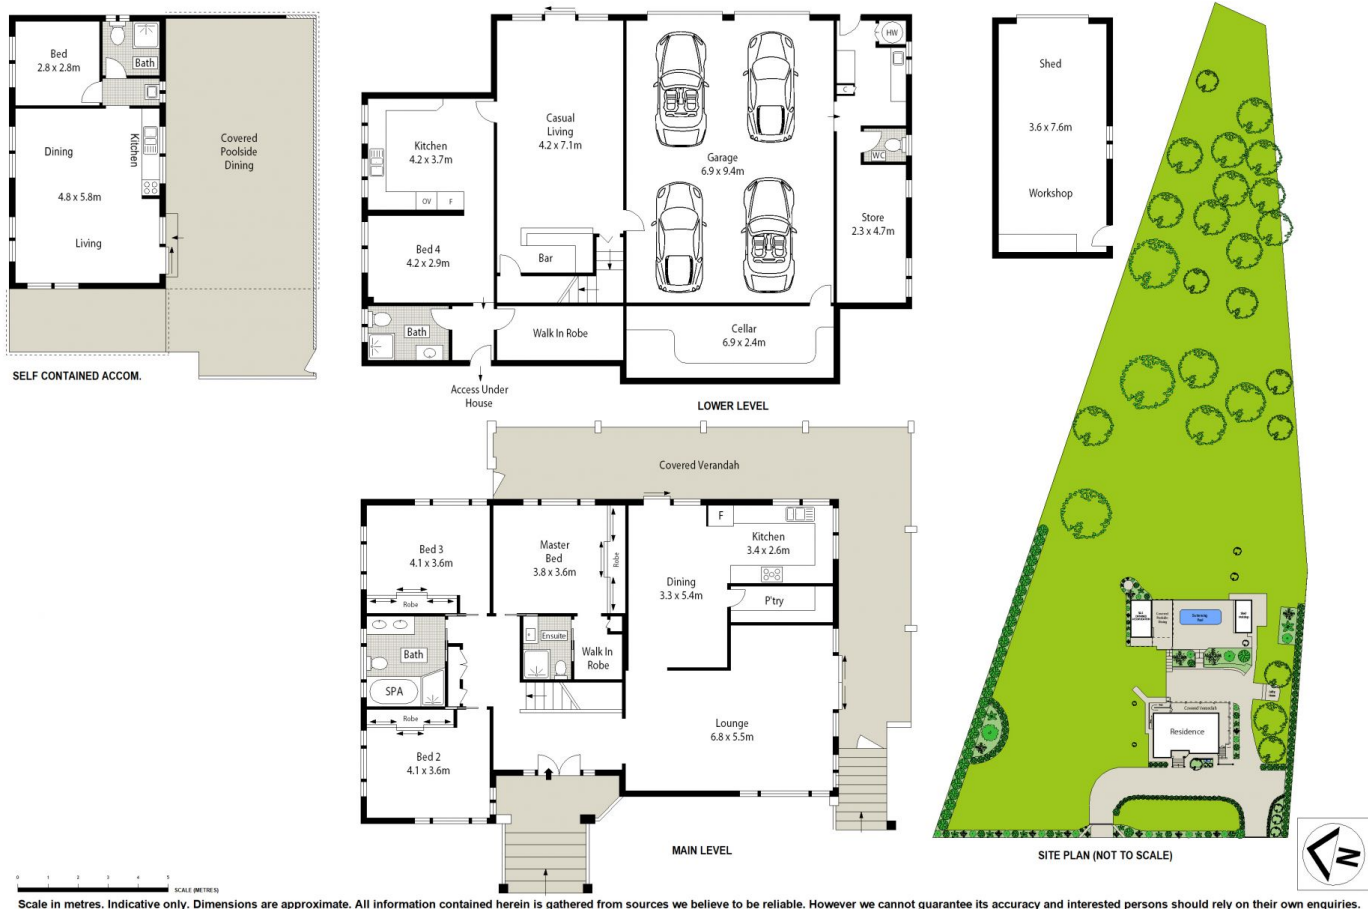 Bed
2.8 x 2.8m
Bath
Kitchen
Dining
4.8 x 5.8m
Living
Covered
Poolside
Dining
SELF CONTAINED ACCOM.
Kitchen
4.2 x 3.7m
OV
F
Casual
Living
4.2 x 7.1m
Bed 4
4.2 x 2.9m
Bar
Bath
Walk In Robe
Access Under
House
Garage
6.9 x 9.4m
Cellar
6.9 x 2.4m
HW
C
WC
Store
2.3 x 4.7m
LOWER LEVEL
Shed
3.6 x 7.6m
Workshop
Covered Verandah
Bed 3
4.1 x 3.6m
Robe
Master
Bed
3.8 x 3.6m
Robe
F
Kitchen
3.4 x 2.6m
Dining
3.3 x 5.4m
P'try
Bath
SPA
Ensuite
Walk In
Robe
Robe
Bed 2
4.1 x 3.6m
Lounge
6.8 x 5.5m
MAIN LEVEL
Covered Verandah
Residence
SITE PLAN (NOT TO SCALE)
N
0 1 2 3 4 5
SCALE (METRES)
Scale in metres. Indicative only. Dimensions are approximate. All information contained herein is gathered from sources we believe to be reliable. However we cannot guarantee its accuracy and interested persons should rely on their own enquiries.